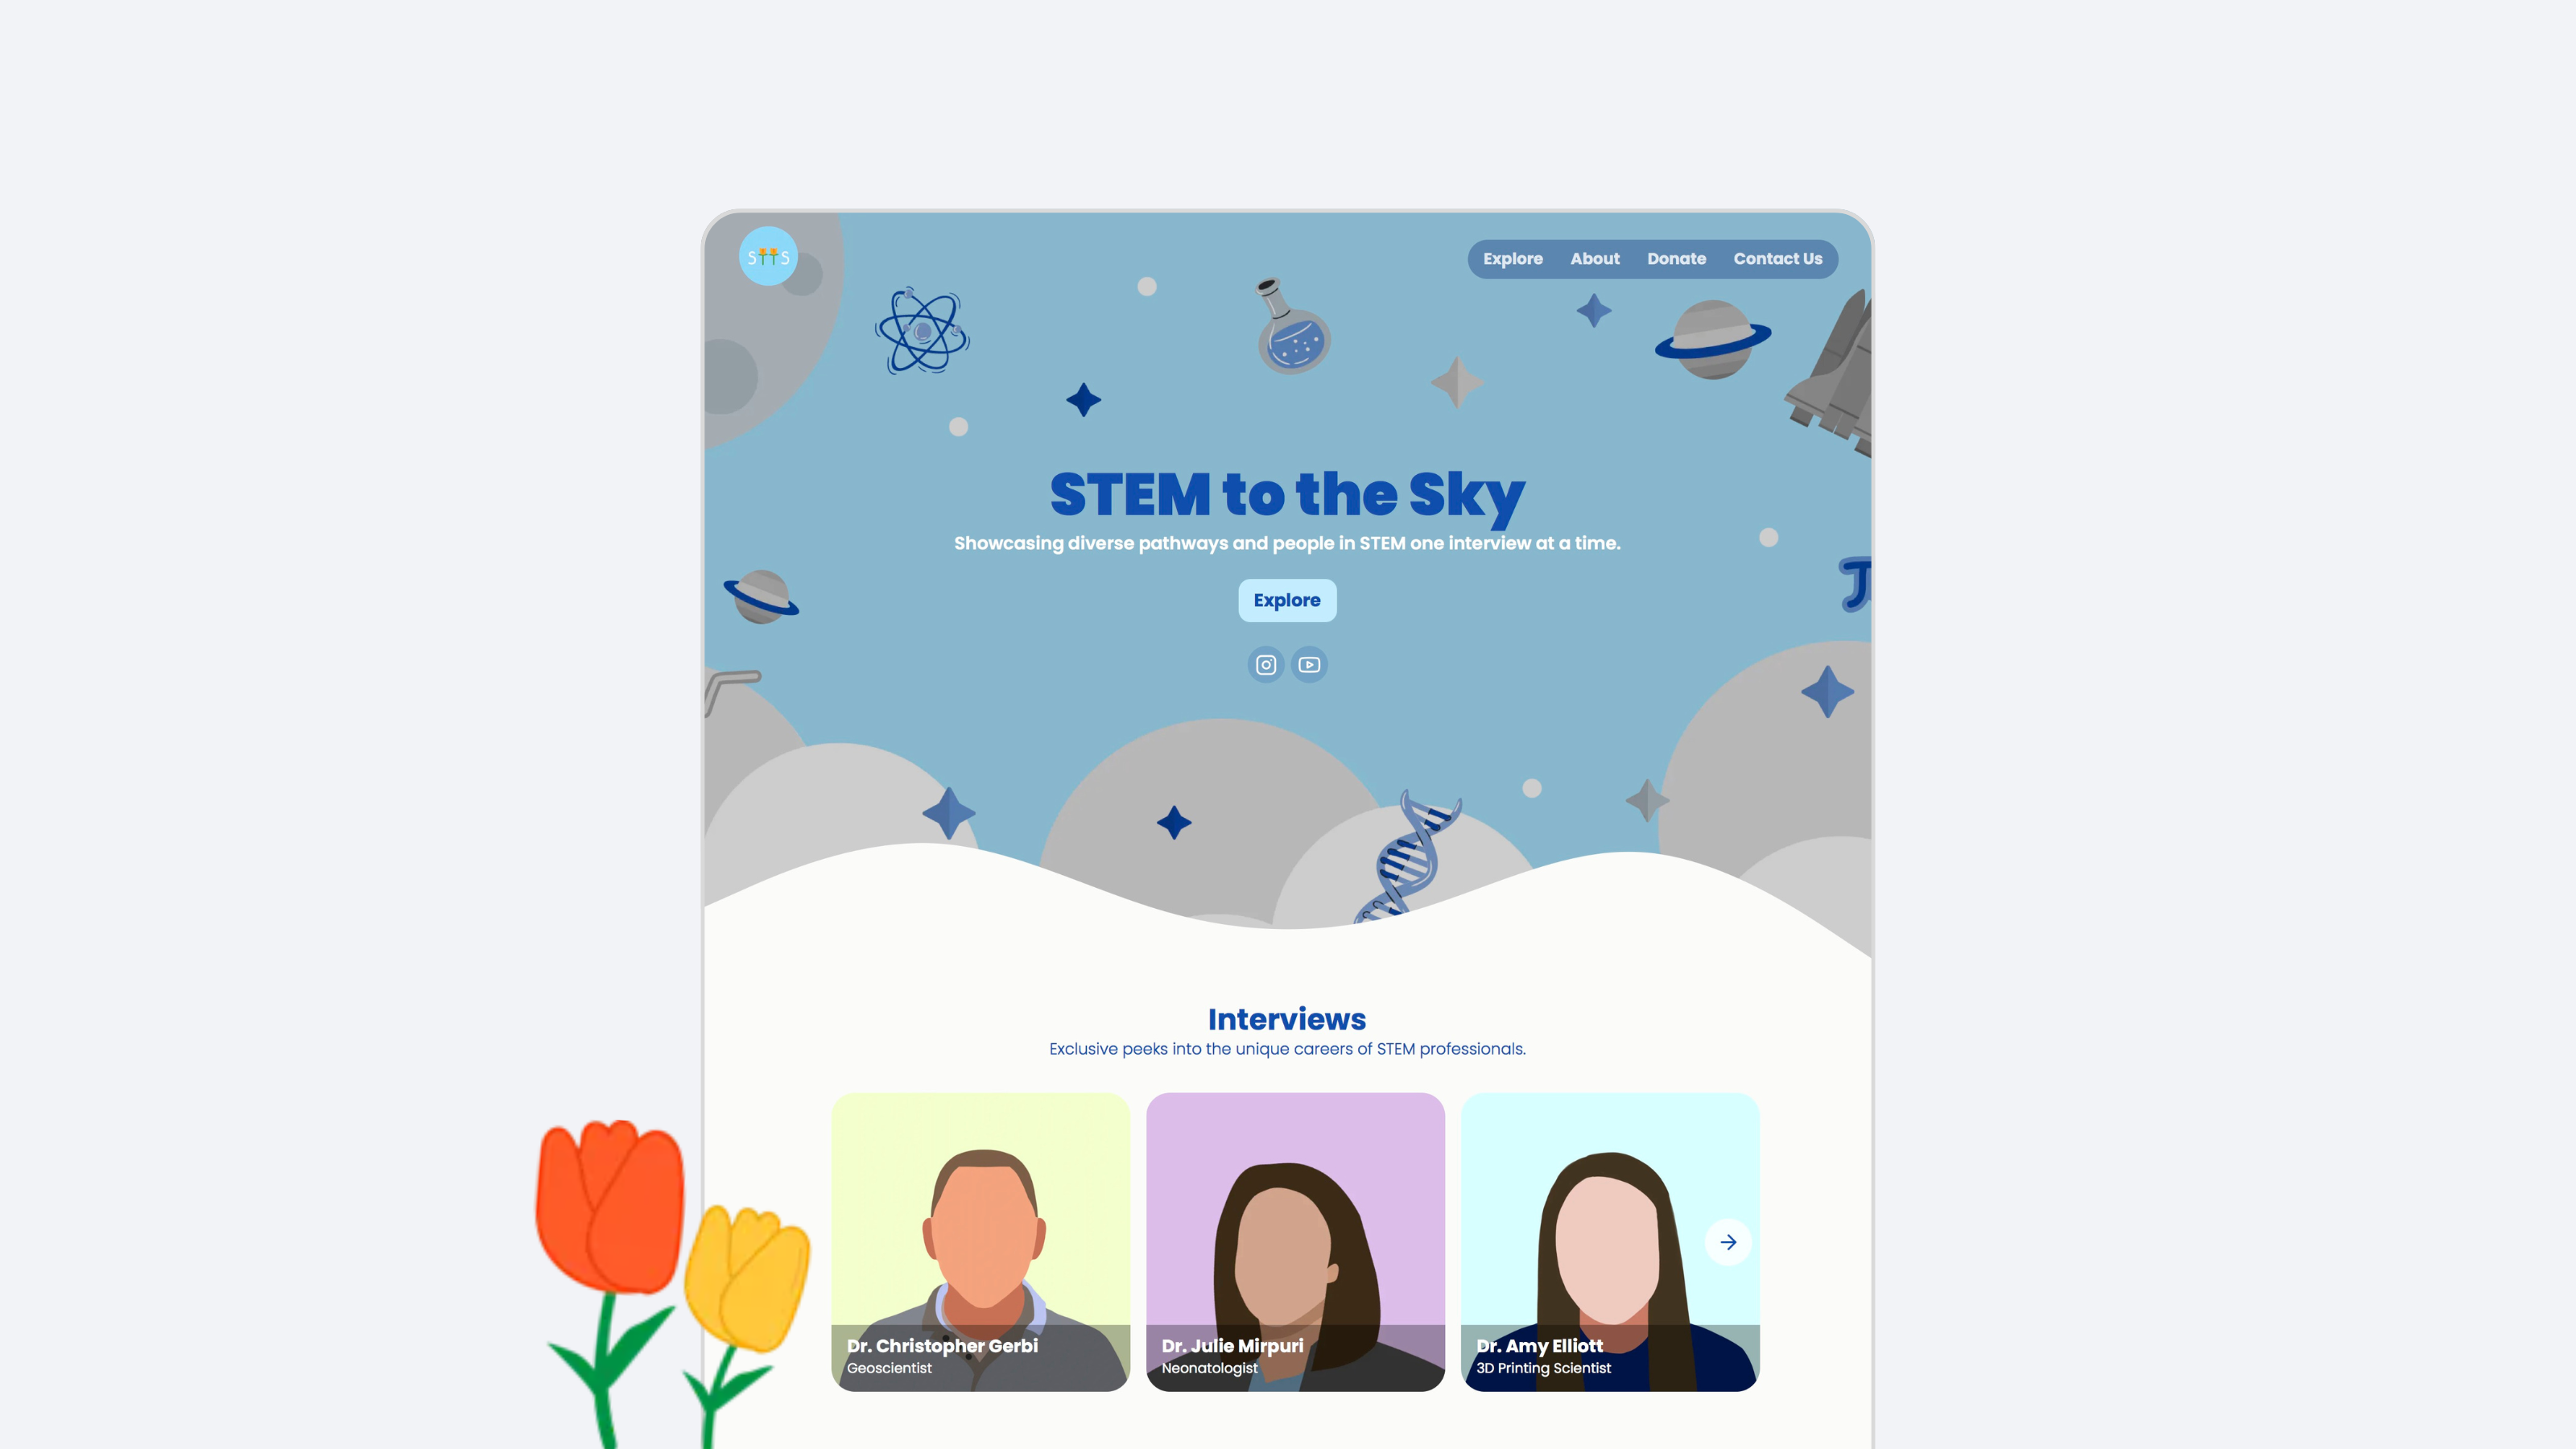 S S
Explore About Donate Contact Us
STEM to the Sky
Showcasing diverse pathways and people in STEM one interview at a time.
Explore
Interviews
Exclusive peeks into the unique careers of STEM professionals.
Dr. Christopher Gerbi
Geoscientist
Dr. Julie Mirpuri
Neonatologist
Dr. Amy Elliott
3D Printing Scientist